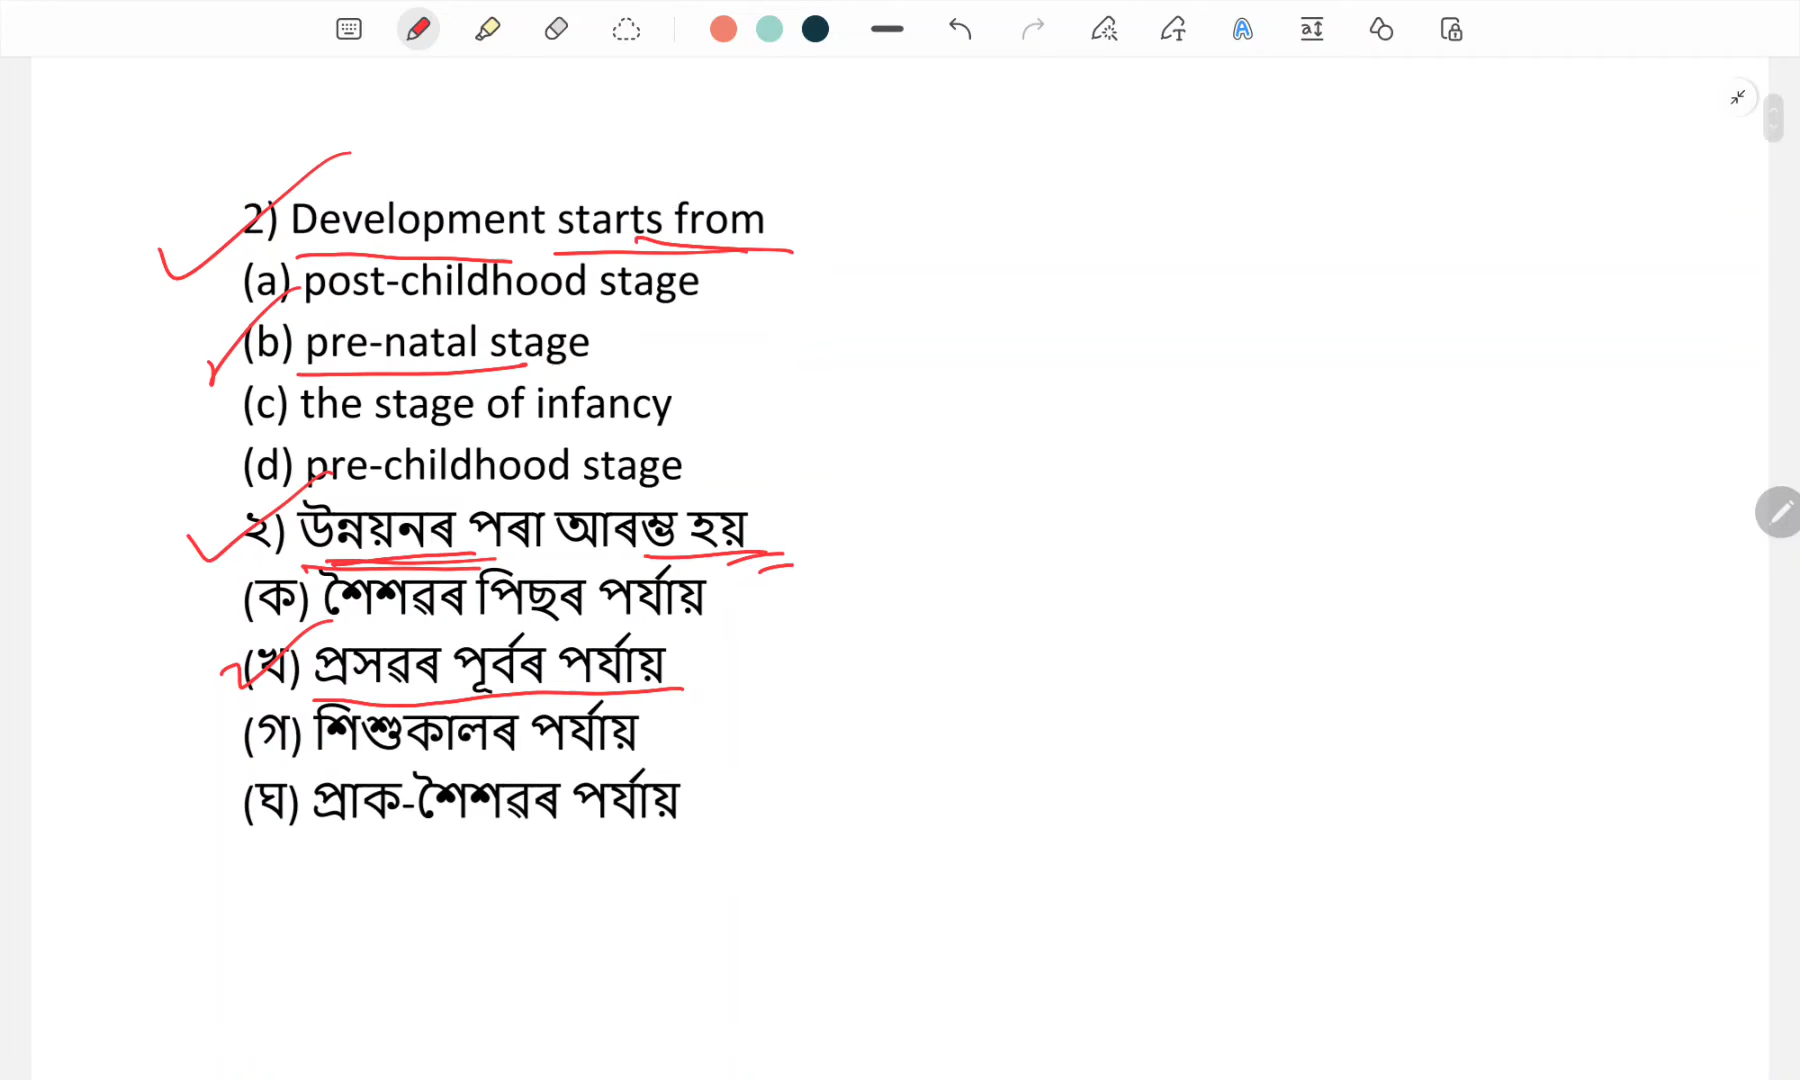 2) Development starts from
(a) post-childhood stage
(b) pre-natal stage
(c) the stage of infancy
(d) pre-childhood stage
২) উন্নয়নৰ পৰা আৰম্ভ হয়
(ক) শৈশৱৰ পিছৰ পৰ্যায়
(খ) প্ৰসৱৰ পূৰ্বৰ পৰ্যায়
(গ) শিশুকালৰ পৰ্যায়
(ঘ) প্ৰাক-শৈশৱৰ পৰ্যায়